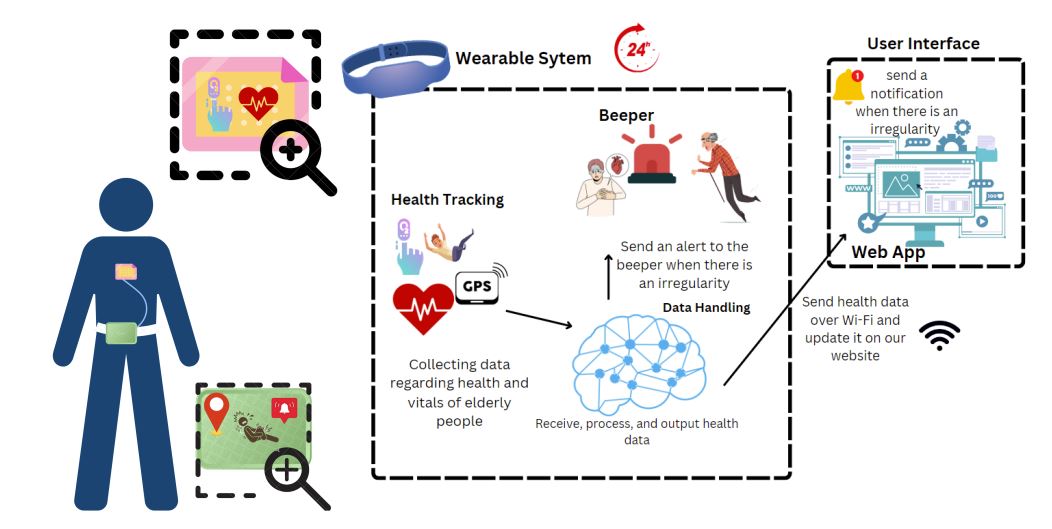 Wearable Sytem
24h
User Interface
1
send a
notification
when there is an
irregularity
WWW
Web App
Beeper
Health Tracking
GPS
Send an alert to the
beeper when there is
an irregularity
Data Handling
Collecting data
regarding health and
vitals of elderly
people
Receive, process, and output health
data
Send health data
over Wi-Fi and
update it on our
website